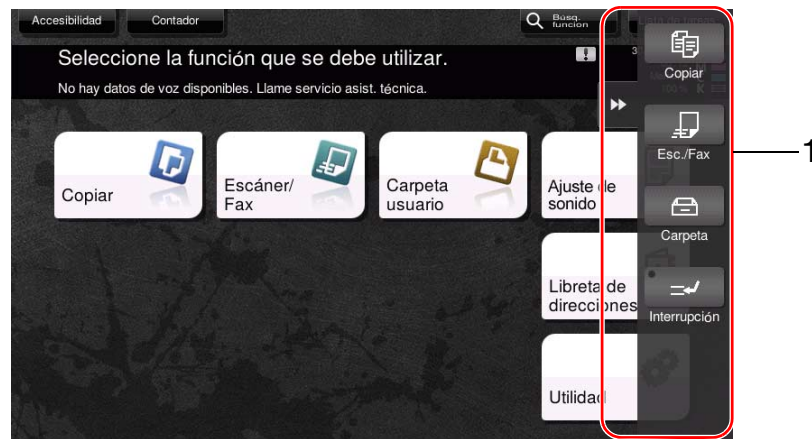 Accesibilidad
Contador
Búsq. función
Seleccione la función que se debe utilizar.
No hay datos de voz disponibles. Llame servicio asist. técnica.
Copiar
Escáner/
Fax
Carpeta
usuario
Ajuste de
sonido
Libreta de
direcciones
Utilidad
Copiar
Esc./Fax
Carpeta
Interrupción
1